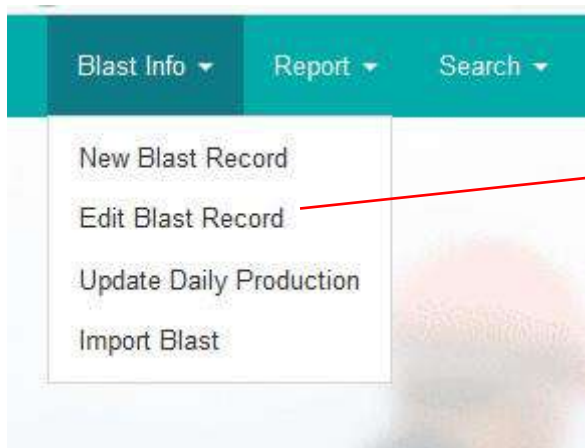 Blast Info Report Search
New Blast Record
Edit Blast Record
Update Daily Production
Import Blast